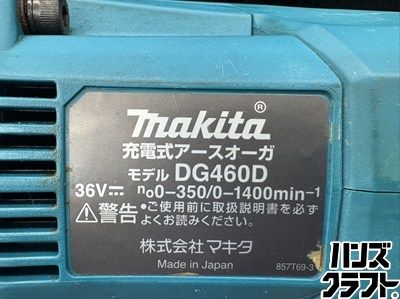 makita®
充電式アースオーガ
モデル DG460D
36V⎓ n₀0-350/0-1400min⁻¹
⚠警告 •ご使用前に取扱説明書を必ず
よくお読みください。
株式会社マキタ
Made in Japan 857T69-3
ハンズ
クラフト